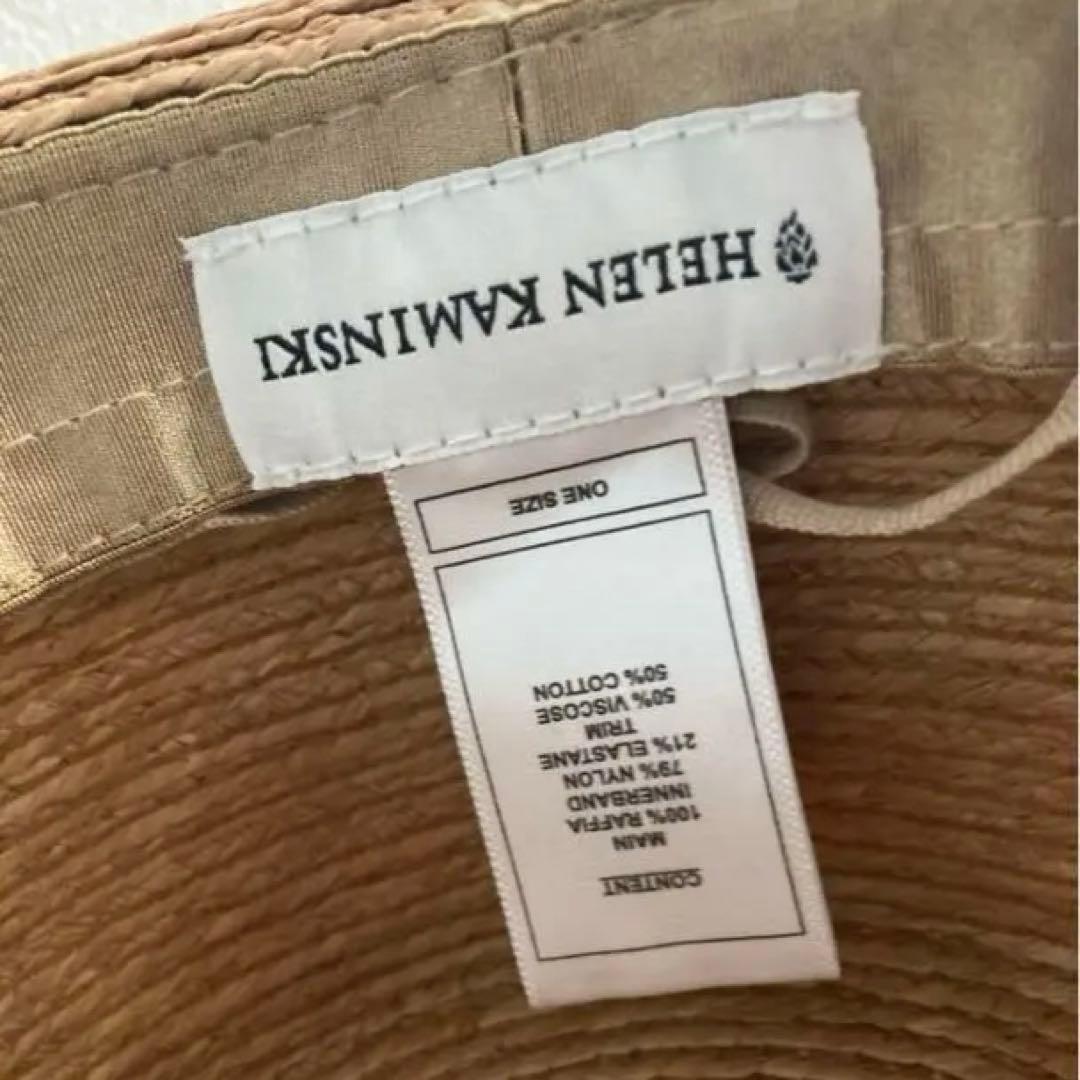 HELEN KAMINSKI
ONE SIZE
CONTENT
MAIN
100% RAFFIA
INNERBAND
79% NYLON
21% ELASTANE
TRIM
50% VISCOSE
50% COTTON